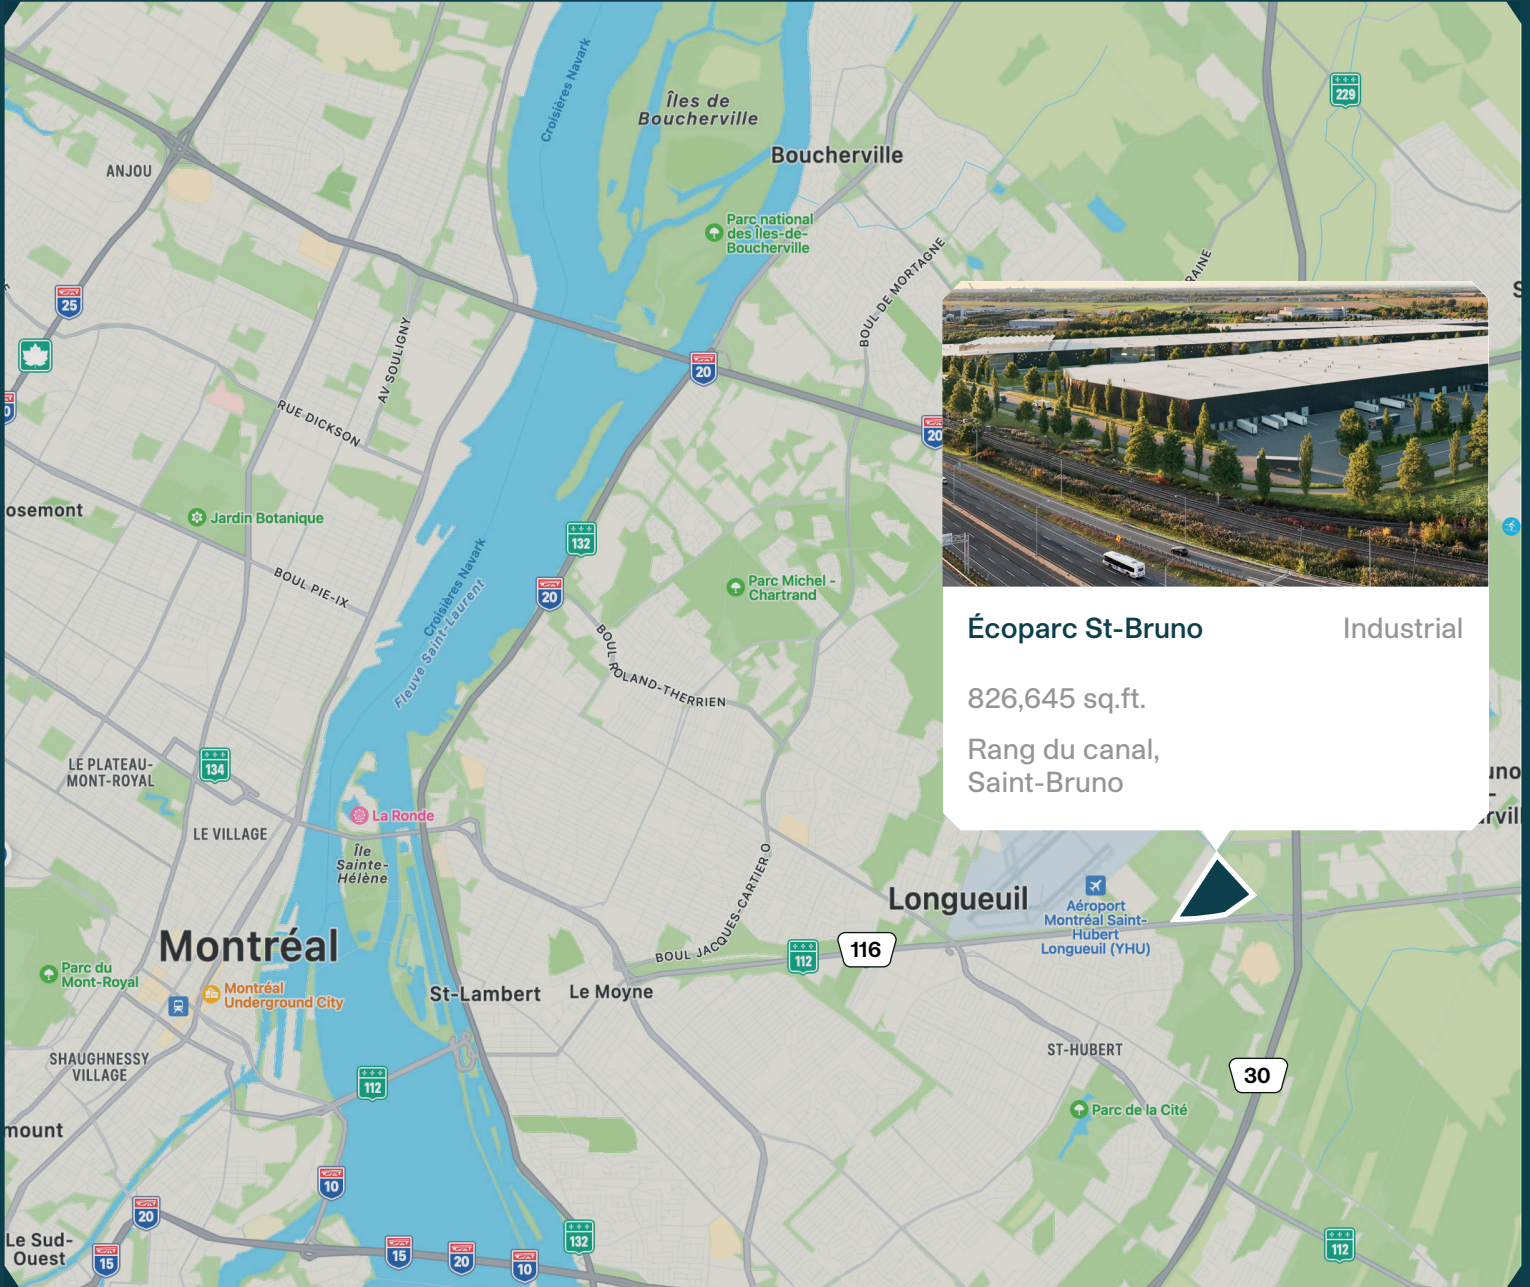 Croisières Navark
Îles de
Boucherville
Boucherville
229
ANJOU
Parc national
des Îles-de-
Boucherville
BOUL DE MORTAGNE
25
AV SOULIGNY
20
RUE DICKSON
20
Jardin Botanique
132
BOUL PIE-IX
Croisières Navark
Fleuve Saint-Laurent
20
Parc Michel -
Chartrand
BOUL ROLAND-THERRIEN
Écoparc St-Bruno
Industrial
826,645 sq.ft.
Rang du canal,
Saint-Bruno
LE PLATEAU-
MONT-ROYAL
134
La Ronde
LE VILLAGE
Île
Sainte-
Hélène
BOUL JACQUES-CARTIER O
Longueuil
Aéroport
Montréal Saint-
Hubert
Longueuil (YHU)
Montréal
112
116
Parc du
Mont-Royal
Montréal
Underground City
St-Lambert
Le Moyne
SHAUGHNESSY
VILLAGE
112
ST-HUBERT
30
Parc de la Cité
10
20
Le Sud-
Ouest
15
15
20
10
132
112